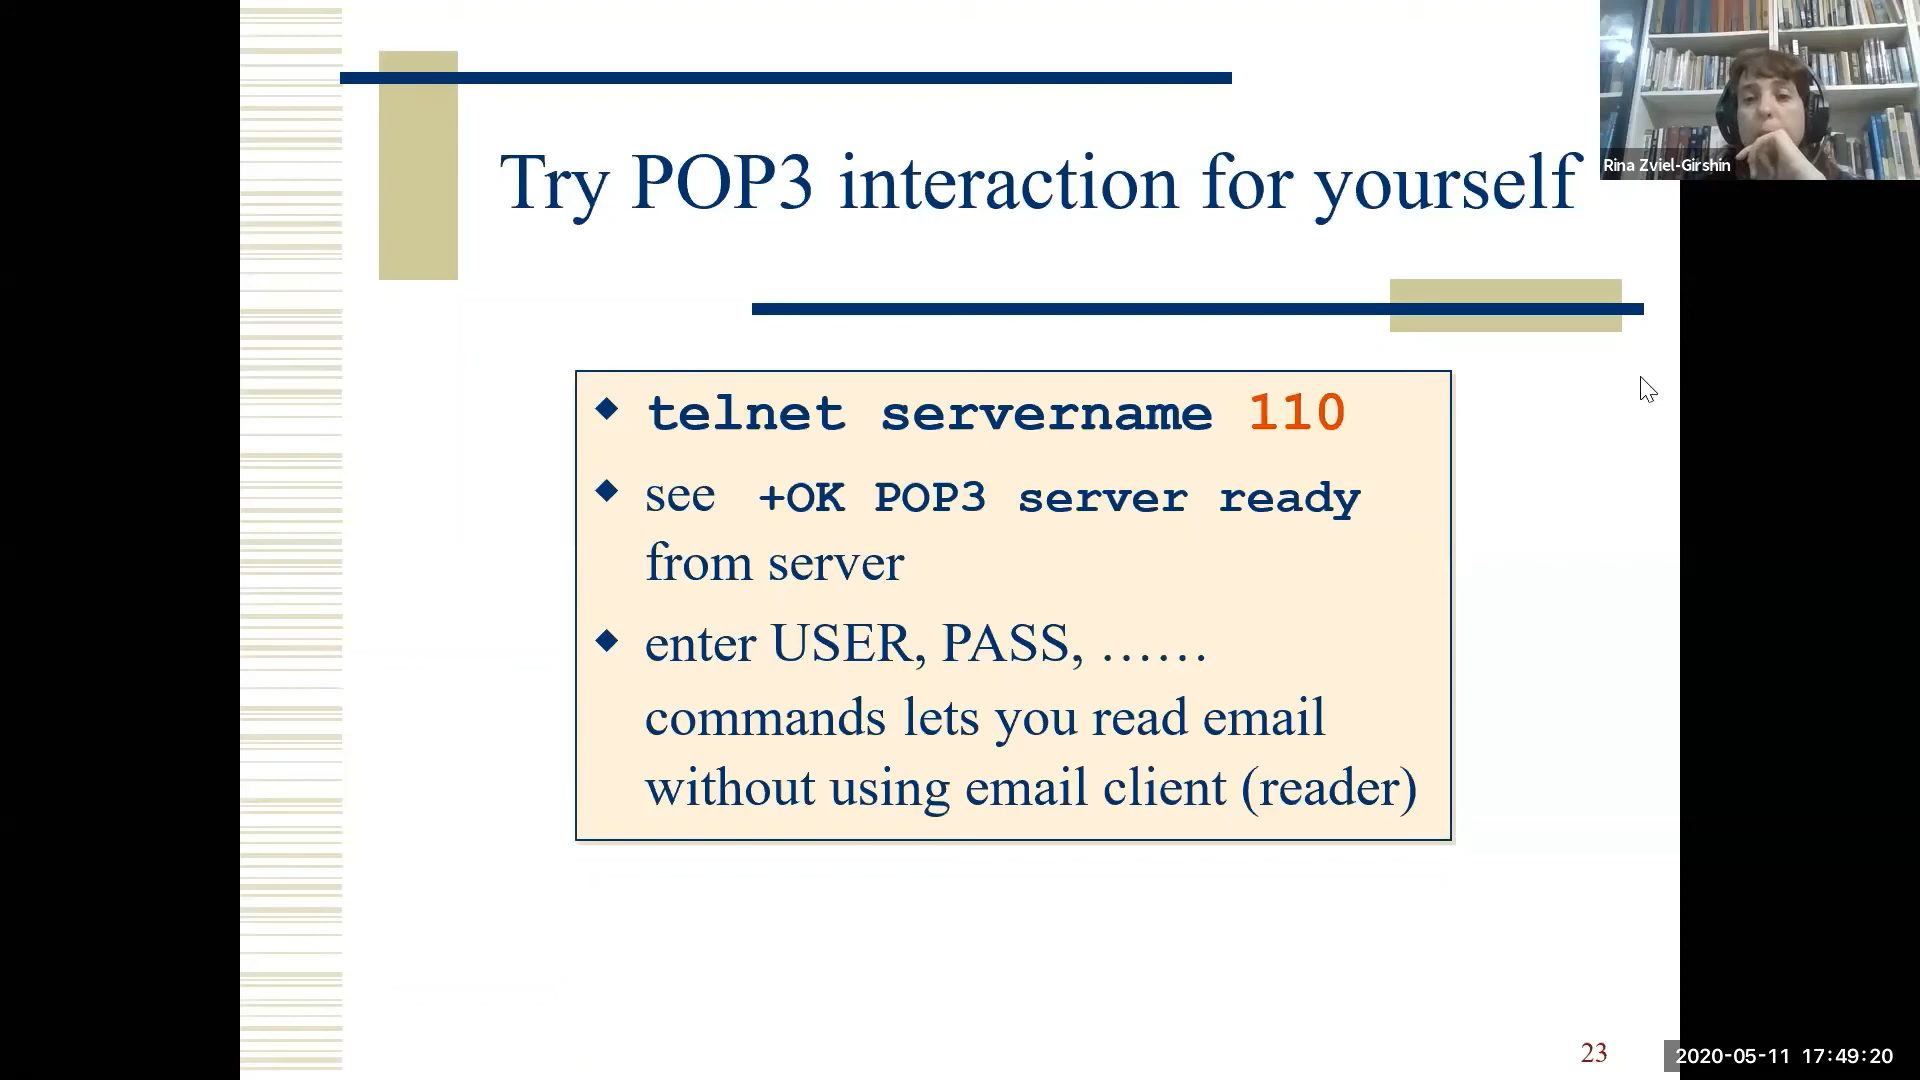 Rina Zviel-Girshin
Try POP3 interaction for yourself
telnet servername 110
see +OK POP3 server ready
from server
enter USER, PASS, ……
commands lets you read email
without using email client (reader)
23
2020-05-11 17:49:20